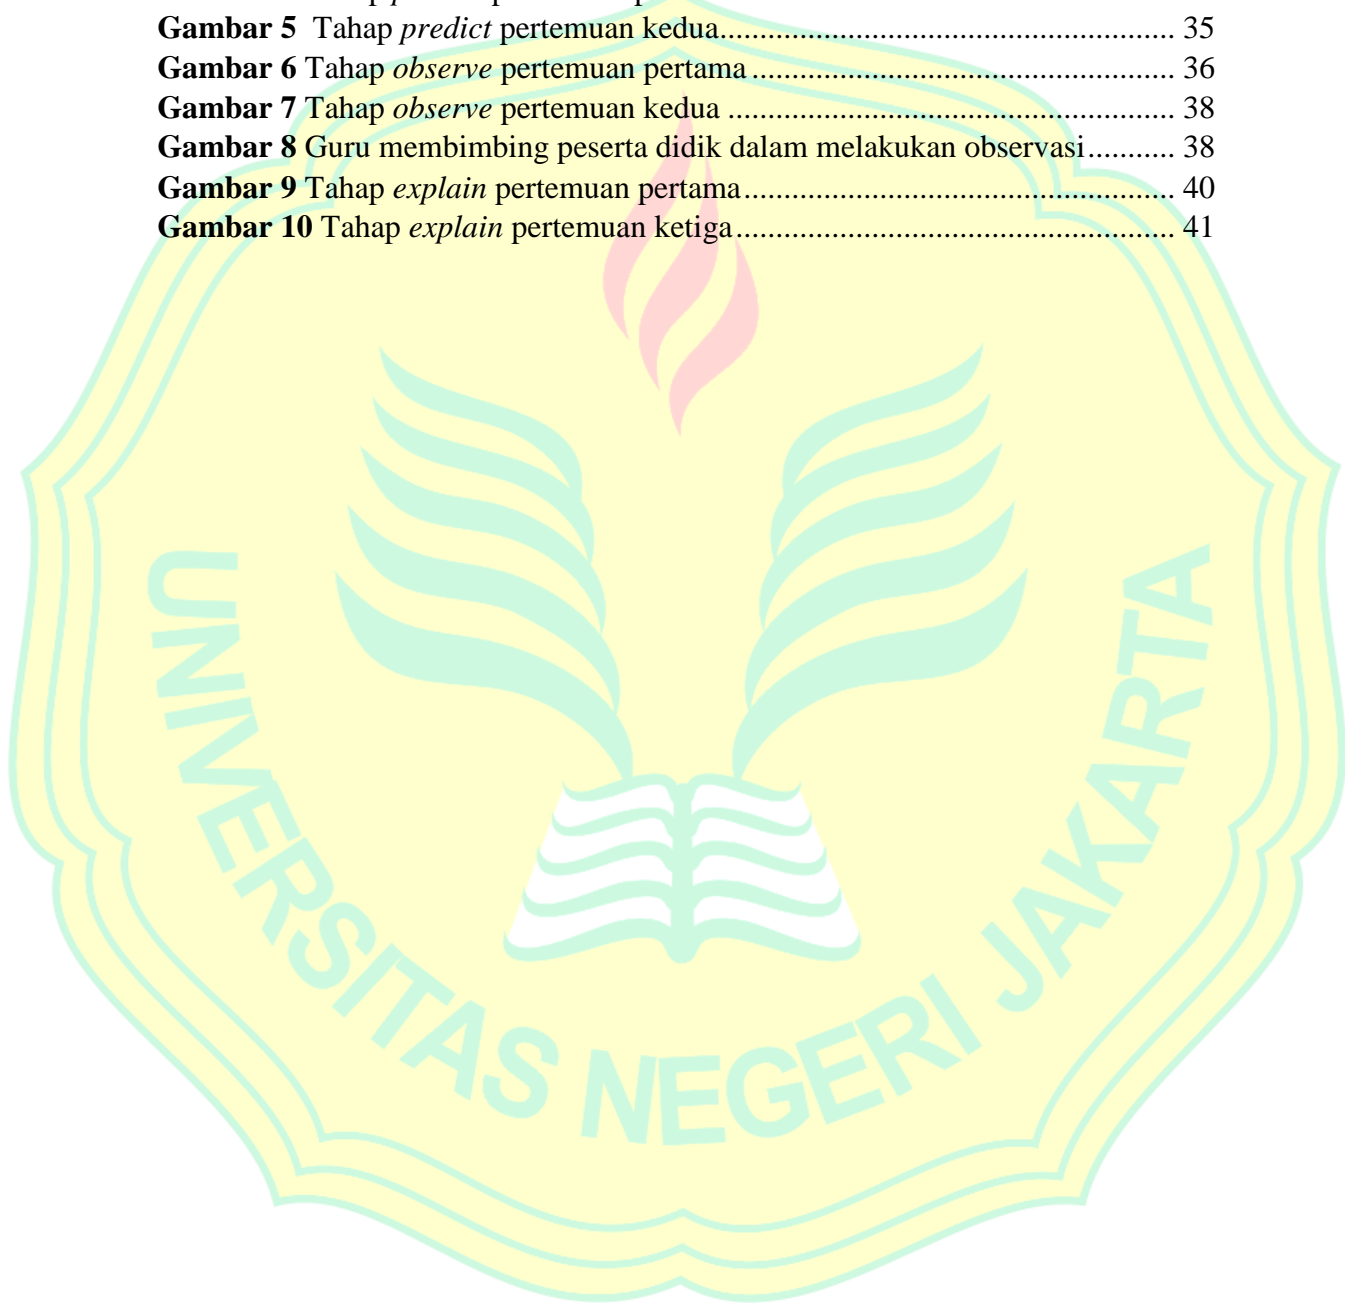 Gambar 5  Tahap predict pertemuan kedua................................................ 35
Gambar 6 Tahap observe pertemuan pertama ............................................. 36
Gambar 7 Tahap observe pertemuan kedua ............................................... 38
Gambar 8 Guru membimbing peserta didik dalam melakukan observasi........... 38
Gambar 9 Tahap explain pertemuan pertama.............................................. 40
Gambar 10 Tahap explain pertemuan ketiga............................................... 41
UNIVERSITAS NEGERI JAKARTA